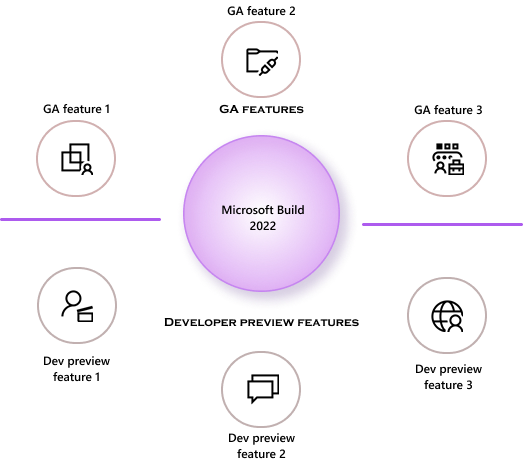 GA feature 2
GA feature 1
GA FEATURES
GA feature 3
Microsoft Build
2022
DEVELOPER PREVIEW FEATURES
Dev preview
feature 1
Dev preview
feature 3
Dev preview
feature 2